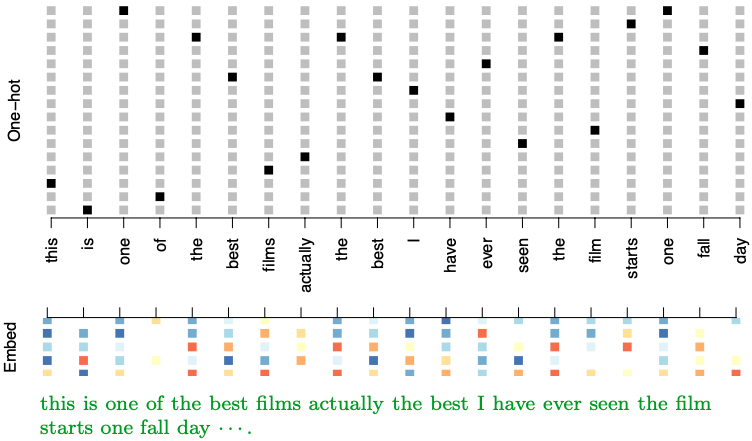 One-hot
this is one of the best films actually the best I have ever seen the film starts one fall day
Embed
this is one of the best films actually the best I have ever seen the film
starts one fall day ··· .